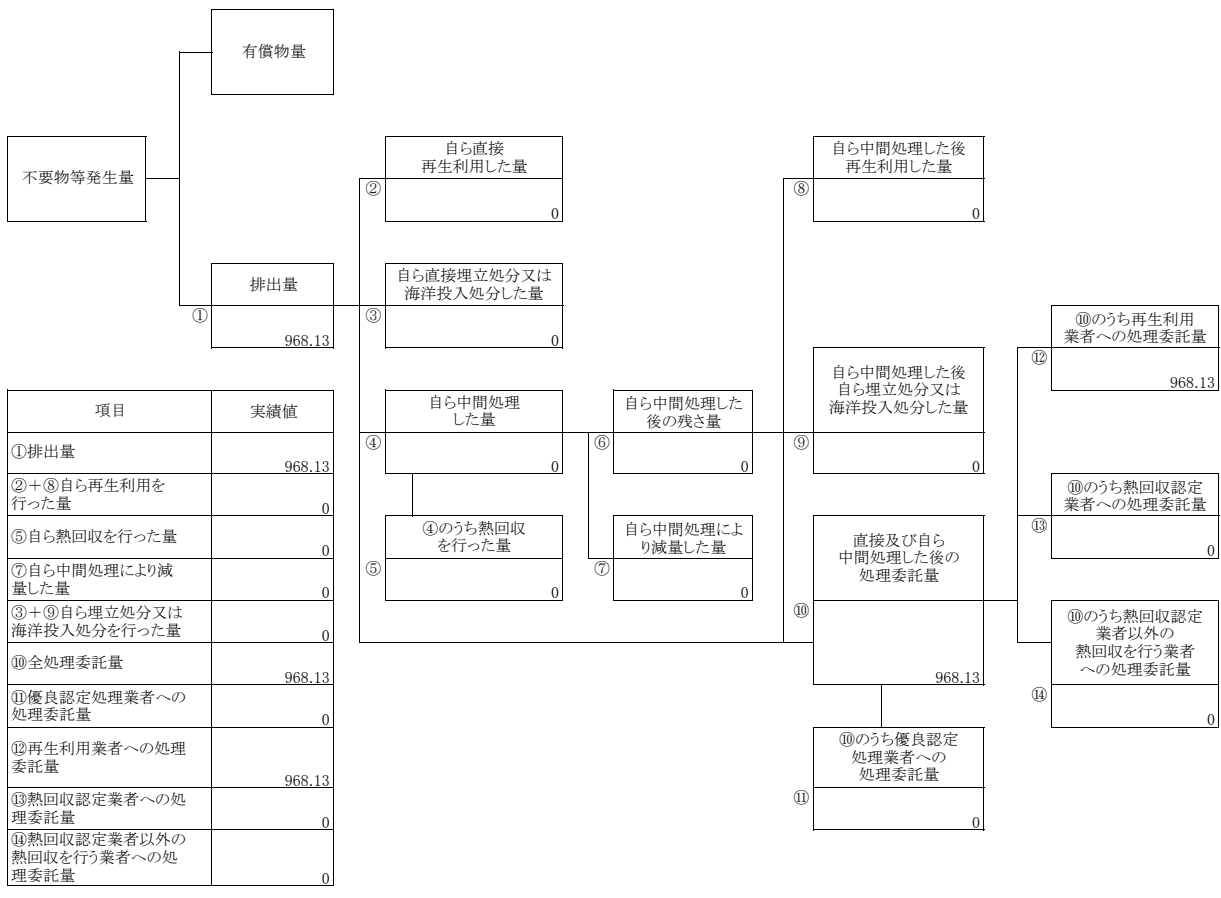 有償物量
不要物等発生量
排出量
①
968.13
自ら直接
再生利用した量
②
0
自ら直接埋立処分又は
海洋投入処分した量
③
0
自ら中間処理
した量
④
0
④のうち熱回収
を行った量
⑤
0
自ら中間処理した
後の残さ量
⑥
0
自ら中間処理によ
り減量した量
⑦
0
自ら中間処理した後
再生利用した量
⑧
0
自ら中間処理した後
自ら埋立処分又は
海洋投入処分した量
⑨
0
直接及び自ら
中間処理した後の
処理委託量
⑩
968.13
⑩のうち優良認定
処理業者への
処理委託量
⑪
0
⑩のうち再生利用
業者への処理委託量
⑫
968.13
⑩のうち熱回収認定
業者への処理委託量
⑬
0
⑩のうち熱回収認定
業者以外の
熱回収を行う業者
への処理委託量
⑭
0
項目 実績値
①排出量
968.13
②＋⑧自ら再生利用を
行った量
0
⑤自ら熱回収を行った量
0
⑦自ら中間処理により減
量した量
0
③＋⑨自ら埋立処分又は
海洋投入処分を行った量
0
⑩全処理委託量
968.13
⑪優良認定処理業者への
処理委託量
0
⑫再生利用業者への処理
委託量
968.13
⑬熱回収認定業者への処
理委託量
0
⑭熱回収認定業者以外の
熱回収を行う業者への処
理委託量
0